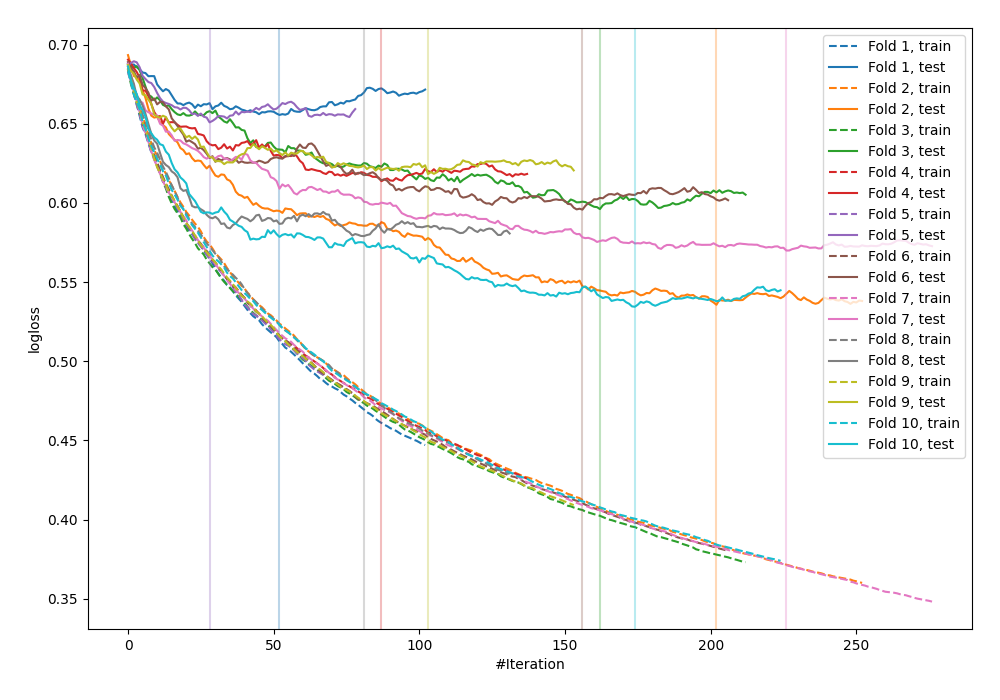 0.70
0.65
0.60
0.55
0.50
0.45
0.40
0.35
logloss
0
50
100
150
200
250
#Iteration
Fold 1, train
Fold 1, test
Fold 2, train
Fold 2, test
Fold 3, train
Fold 3, test
Fold 4, train
Fold 4, test
Fold 5, train
Fold 5, test
Fold 6, train
Fold 6, test
Fold 7, train
Fold 7, test
Fold 8, train
Fold 8, test
Fold 9, train
Fold 9, test
Fold 10, train
Fold 10, test